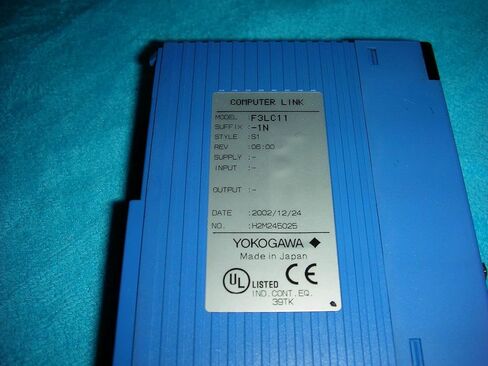 COMPUTER LINK
MODEL :F3LC11
SUFFIX :-1N
STYLE :S1
REV :06:00
SUPPLY :-
INPUT :-
OUTPUT :-
DATE :2002/12/24
NO. :H2M245025
YOKOGAWA
Made in Japan
UL LISTED CE
IND.CONT.EQ.
39TK